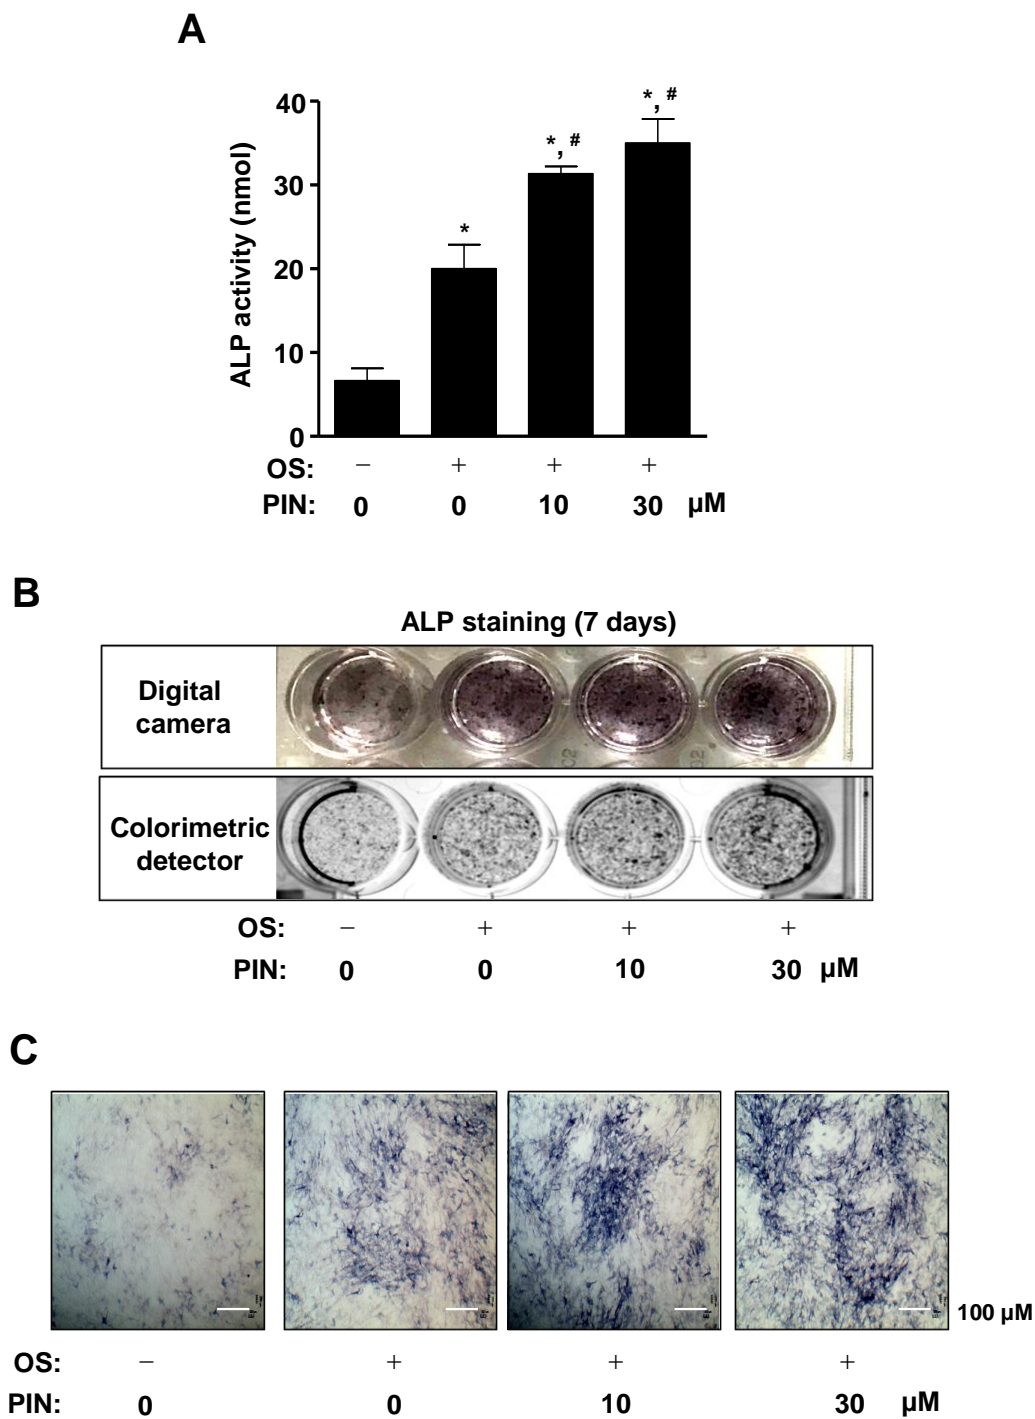 A
40
30
20
10
0
ALP activity (nmol)
*
*, #
*, #
OS: − + + +
PIN: 0 0 10 30 µM
B
ALP staining (7 days)
Digital
camera
C2
D2
Colorimetric
detector
OS: − + + +
PIN: 0 0 10 30 µM
C
100 µM
OS: − + + +
PIN: 0 0 10 30 µM